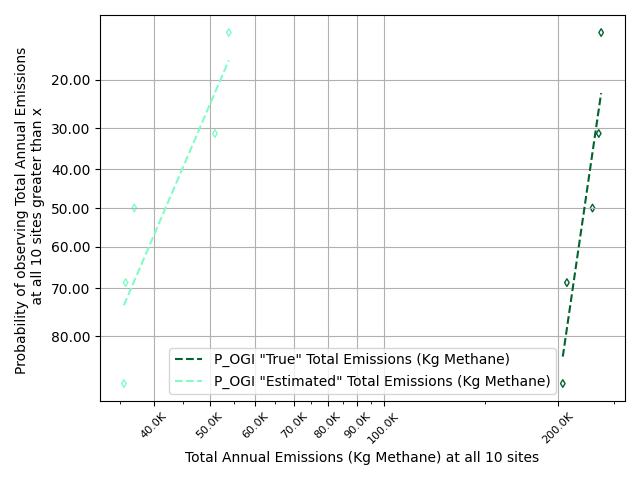 Probability of observing Total Annual Emissions
at all 10 sites greater than x
20.00
30.00
40.00
50.00
60.00
70.00
80.00
P_OGI "True" Total Emissions (Kg Methane)
P_OGI "Estimated" Total Emissions (Kg Methane)
40.0K
50.0K
60.0K
70.0K
80.0K
90.0K
100.0K
200.0K
Total Annual Emissions (Kg Methane) at all 10 sites